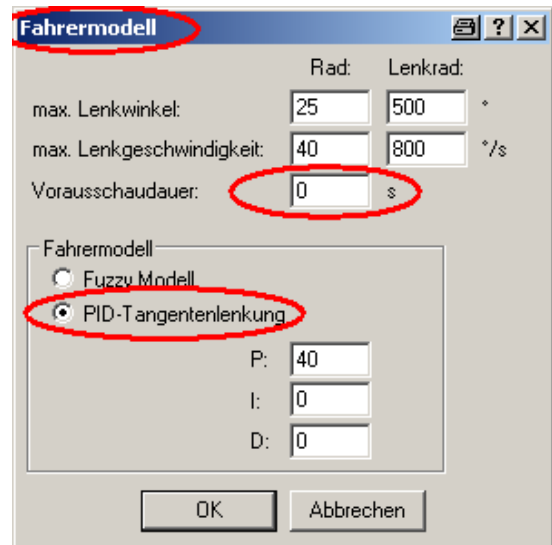 Fahrermodell ?
Rad: Lenkrad:
max. Lenkwinkel: 25 500 °
max. Lenkgeschwindigkeit: 40 800 °/s
Vorausschaudauer: 0 s
Fahrermodell
Fuzzy Modell
PID-Tangentenlenkung
P: 40
I: 0
D: 0
OK Abbrechen